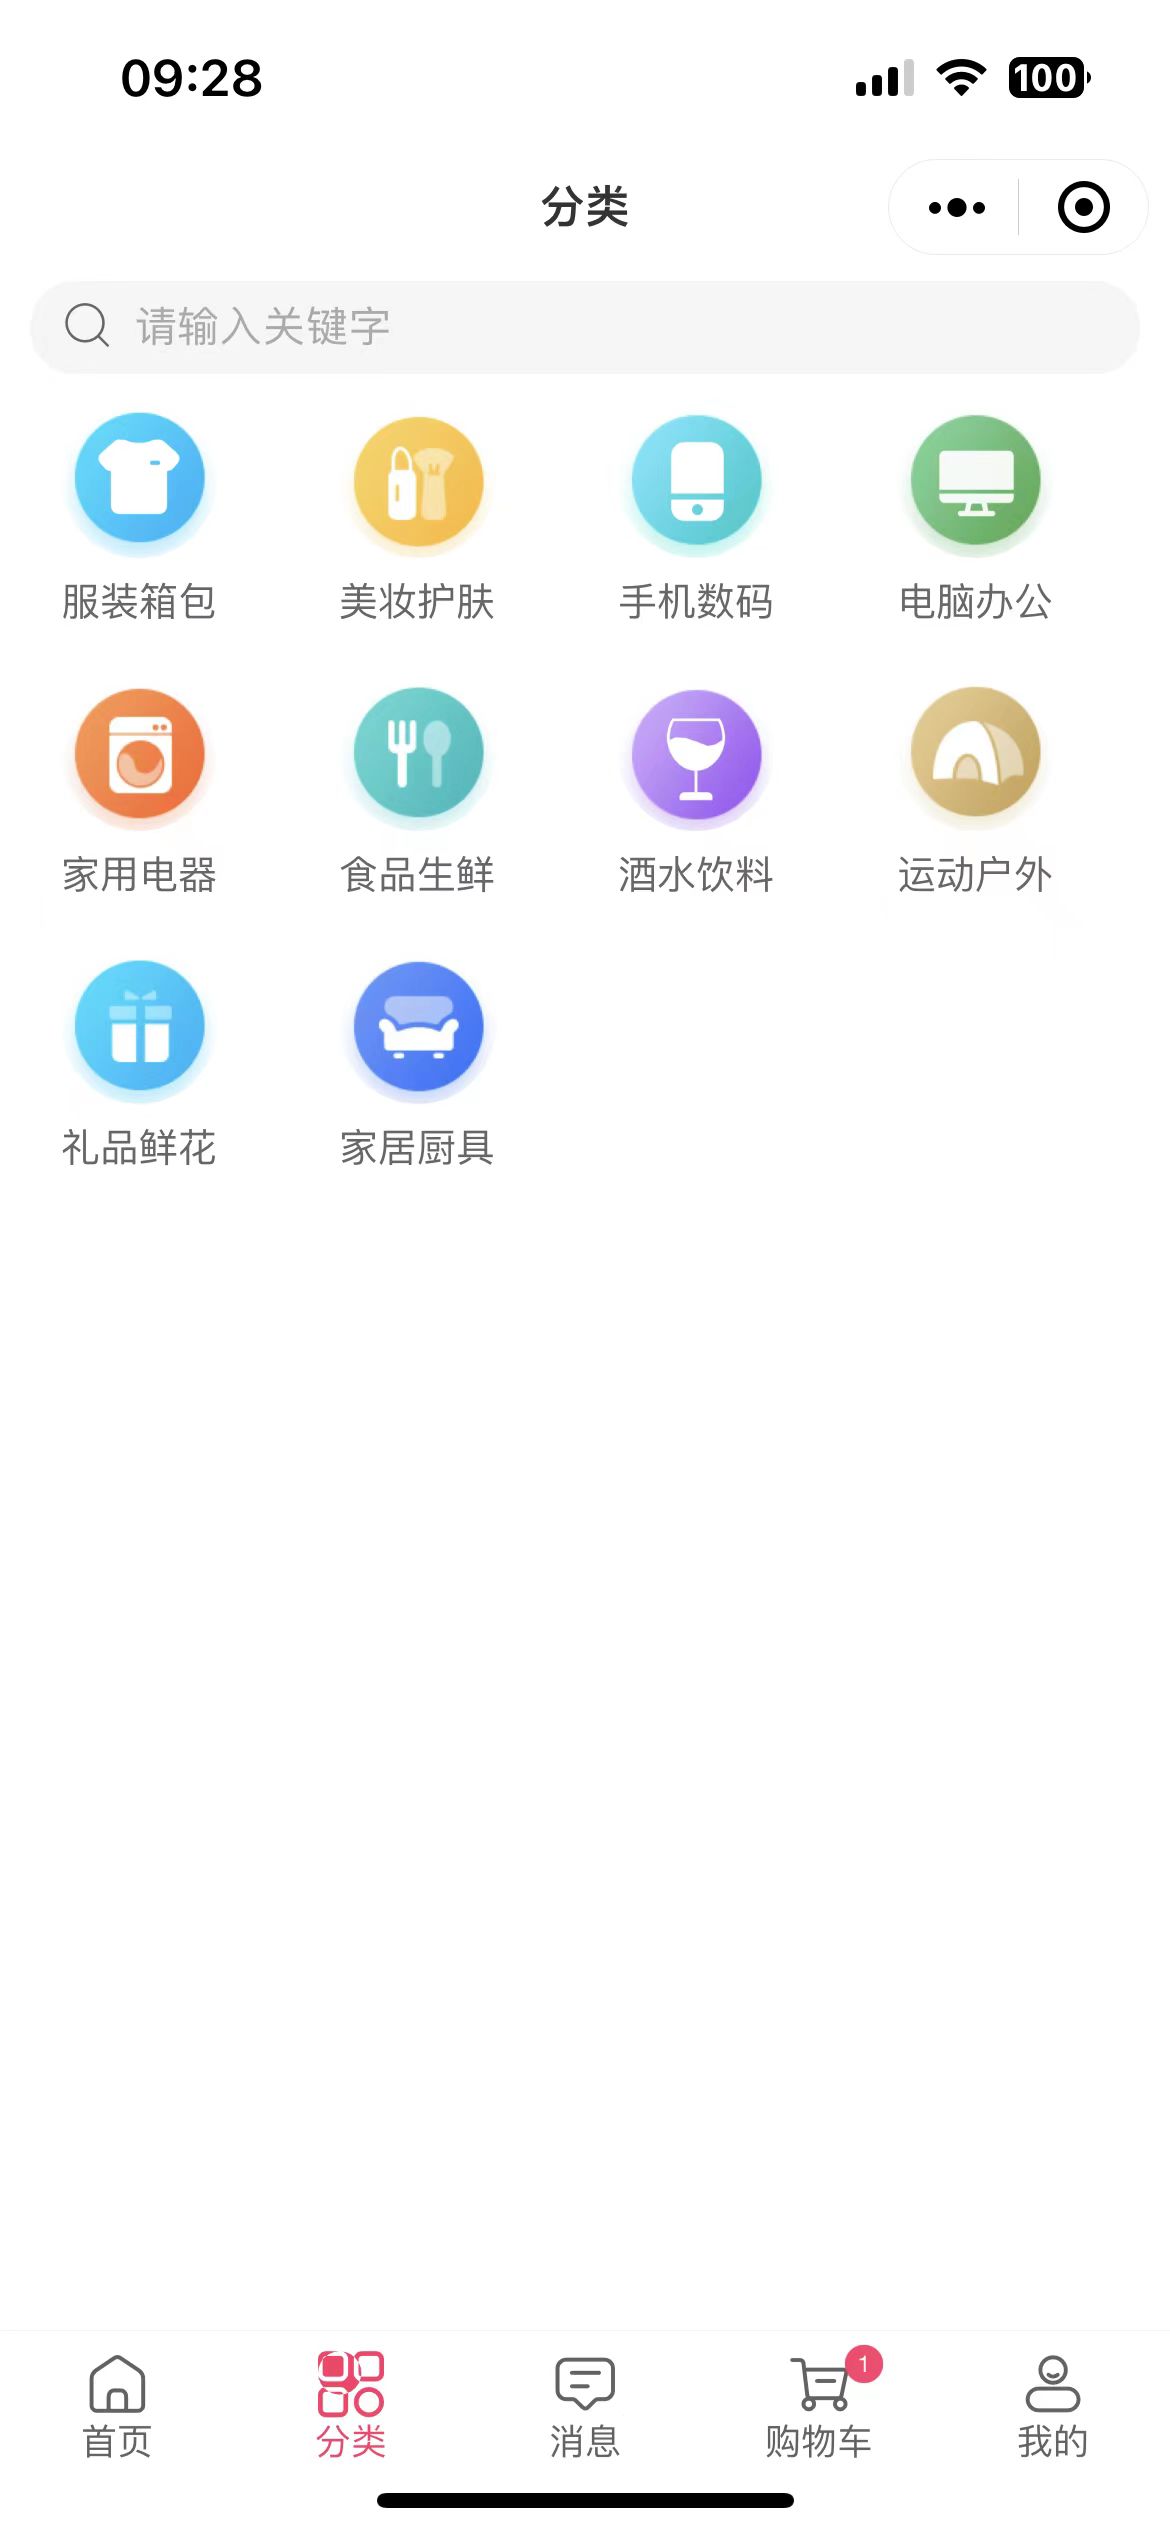 09:28
100
分类
请输入关键字
服装箱包 美妆护肤 手机数码 电脑办公
家用电器 食品生鲜 酒水饮料 运动户外
礼品鲜花 家居厨具
1
首页 分类 消息 购物车 我的